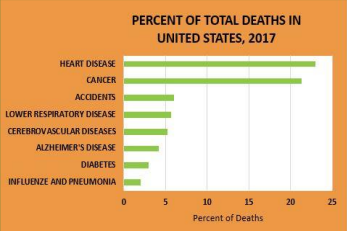 PERCENT OF TOTAL DEATHS IN
UNITED STATES, 2017
HEART DISEASE
CANCER
ACCIDENTS
LOWER RESPIRATORY DISEASE
CEREBROVASCULAR DISEASES
ALZHEIMER'S DISEASE
DIABETES
INFLUENZE AND PNEUMONIA
0 5 10 15 20 25
Percent of Deaths